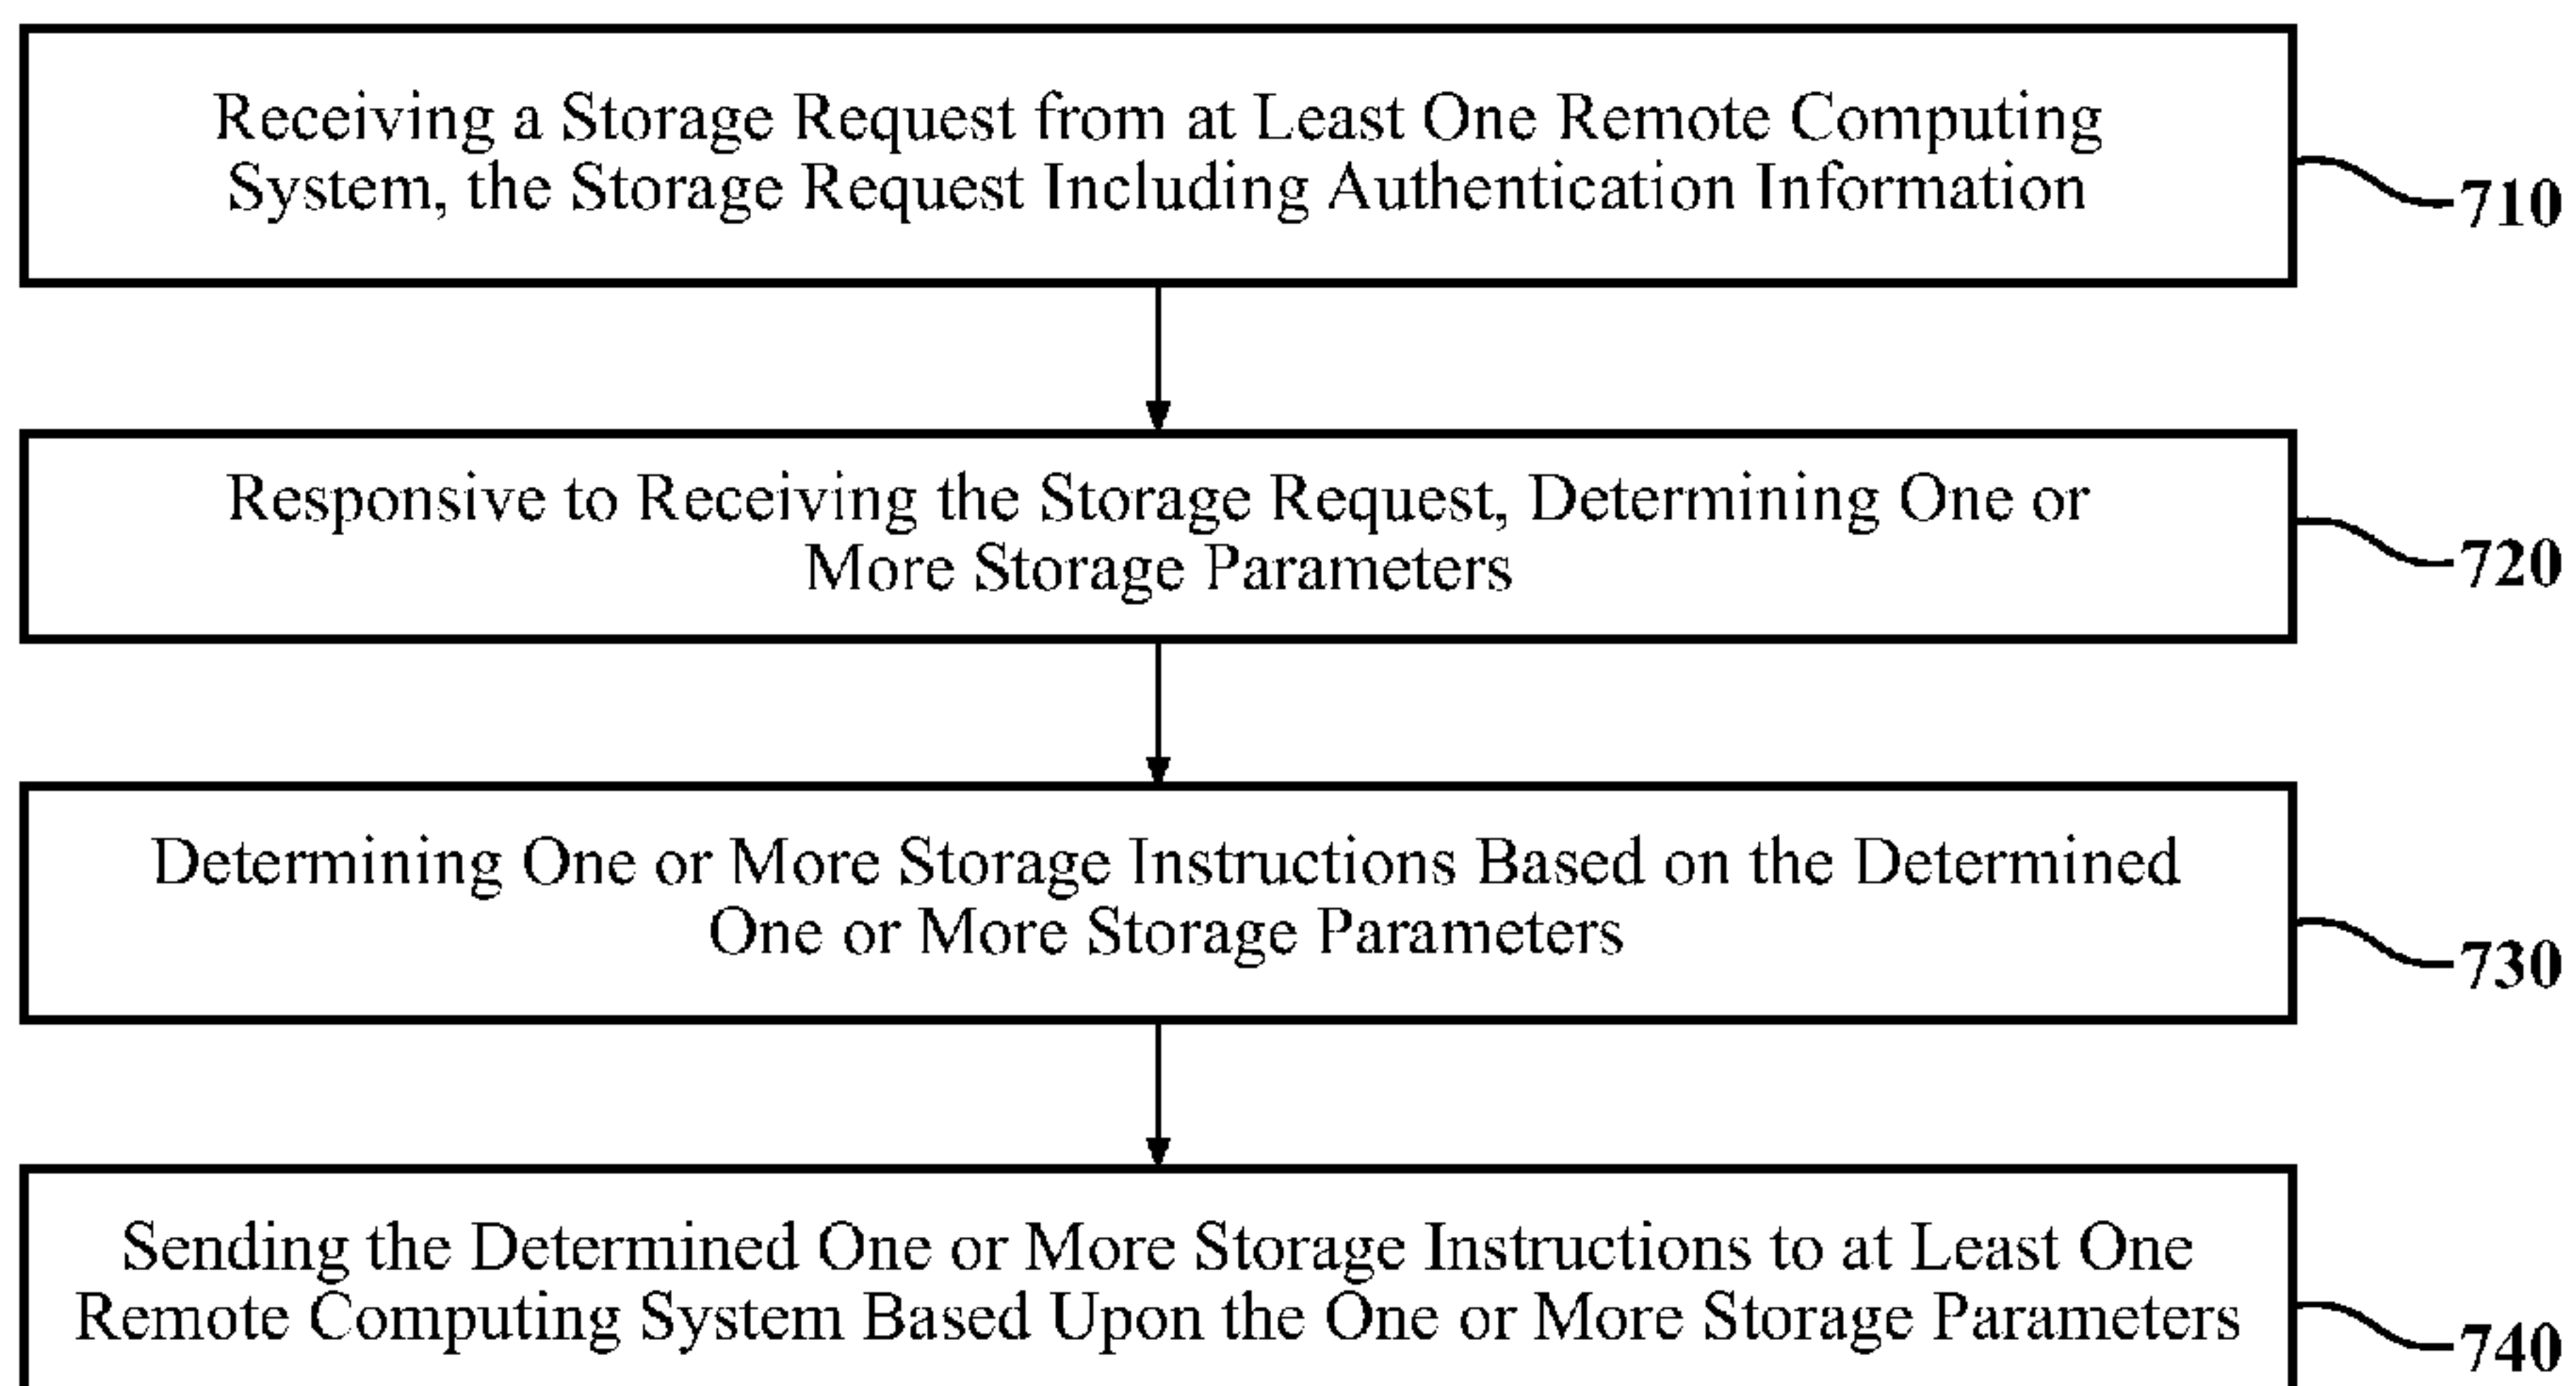 Receiving a Storage Request from at Least One Remote Computing
System, the Storage Request Including Authentication Information
710
Responsive to Receiving the Storage Request, Determining One or
More Storage Parameters
720
Determining One or More Storage Instructions Based on the Determined
One or More Storage Parameters
730
Sending the Determined One or More Storage Instructions to at Least One
Remote Computing System Based Upon the One or More Storage Parameters
740